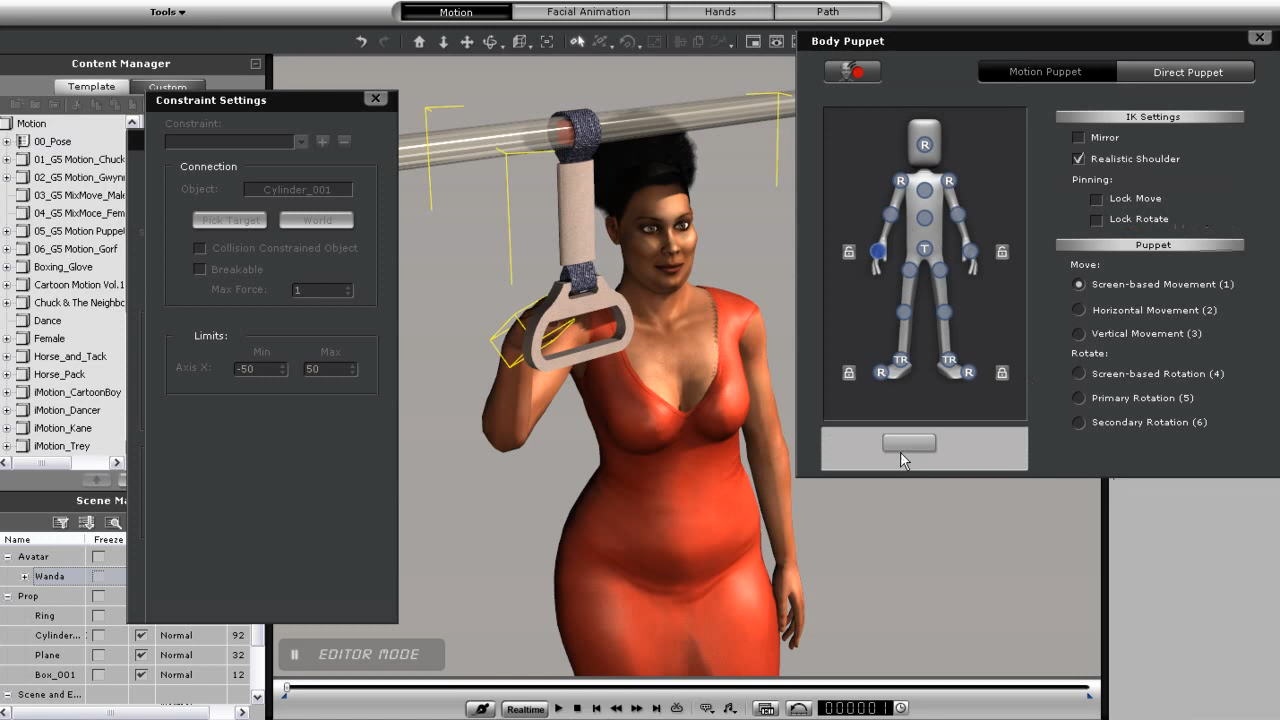 Tools
Motion
Facial Animation
Hands
Path
Content Manager
Template
Custom
Motion
00_Pose
01_G5 Motion_Chuck
02_G5 Motion_Gwynn
03_G5 MixMove_Male
04_G5 MixMoce_Fem
05_G5 Motion Puppet
06_G5 Motion_Gorf
Boxing_Glove
Cartoon Motion Vol.1
Chuck & The Neighbo
Dance
Female
Horse_and_Tack
Horse_Pack
iMotion_CartoonBoy
iMotion_Dancer
iMotion_Kane
iMotion_Trey
Scene Ma
Name
Freeze
Avatar
Wanda
Prop
Ring
Cylinder...
Normal
92
Plane
Normal
32
Box_001
Normal
12
Scene and E...
Constraint Settings
Constraint:
Connection
Object:
Cylinder_001
Pick Target
World
Collision Constrained Object
Breakable
Max Force:
1
Limits:
Min
Max
Axis X:
-50
50
EDITOR MODE
Realtime
000001
Body Puppet
Motion Puppet
Direct Puppet
R
R
R
T
TR
TR
R
R
IK Settings
Mirror
Realistic Shoulder
Pinning:
Lock Move
Lock Rotate
Puppet
Move:
Screen-based Movement (1)
Horizontal Movement (2)
Vertical Movement (3)
Rotate:
Screen-based Rotation (4)
Primary Rotation (5)
Secondary Rotation (6)